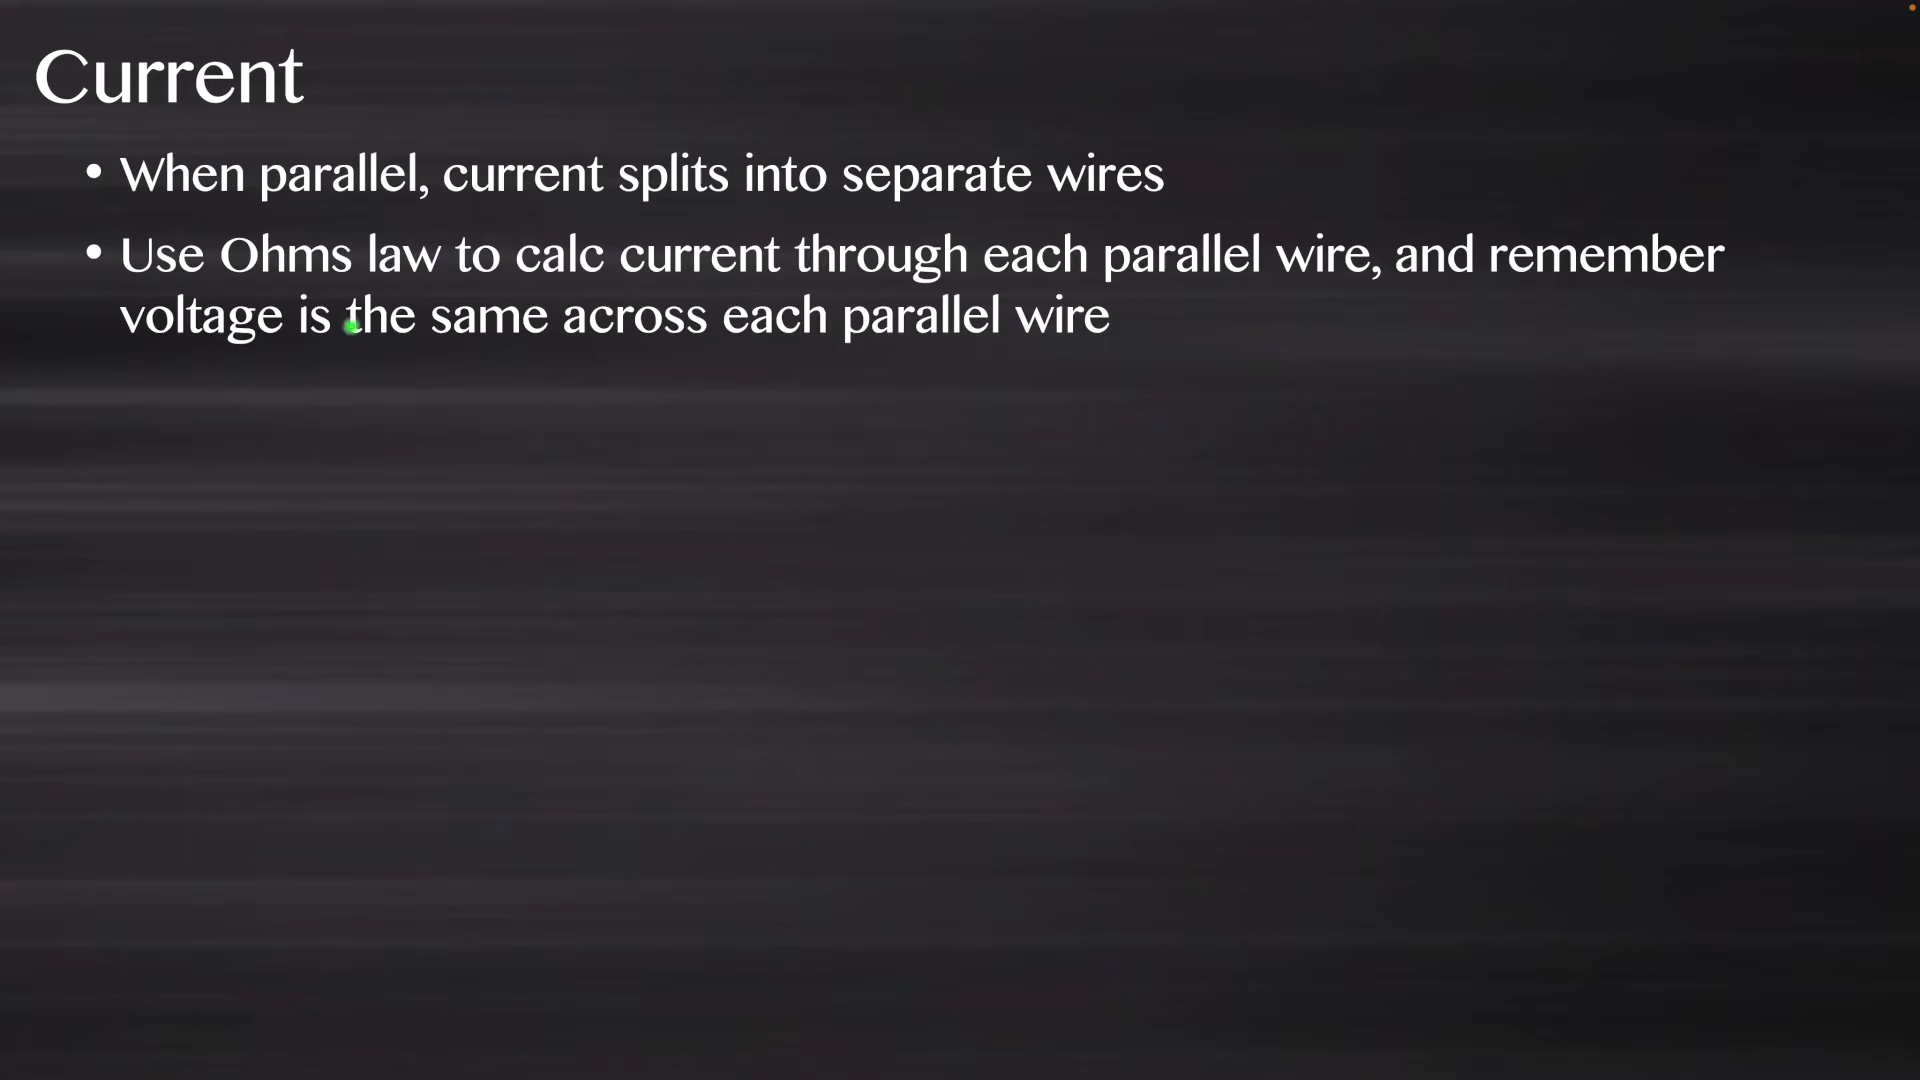 Current
• When parallel, current splits into separate wires
• Use Ohms law to calc current through each parallel wire, and remember
voltage is the same across each parallel wire